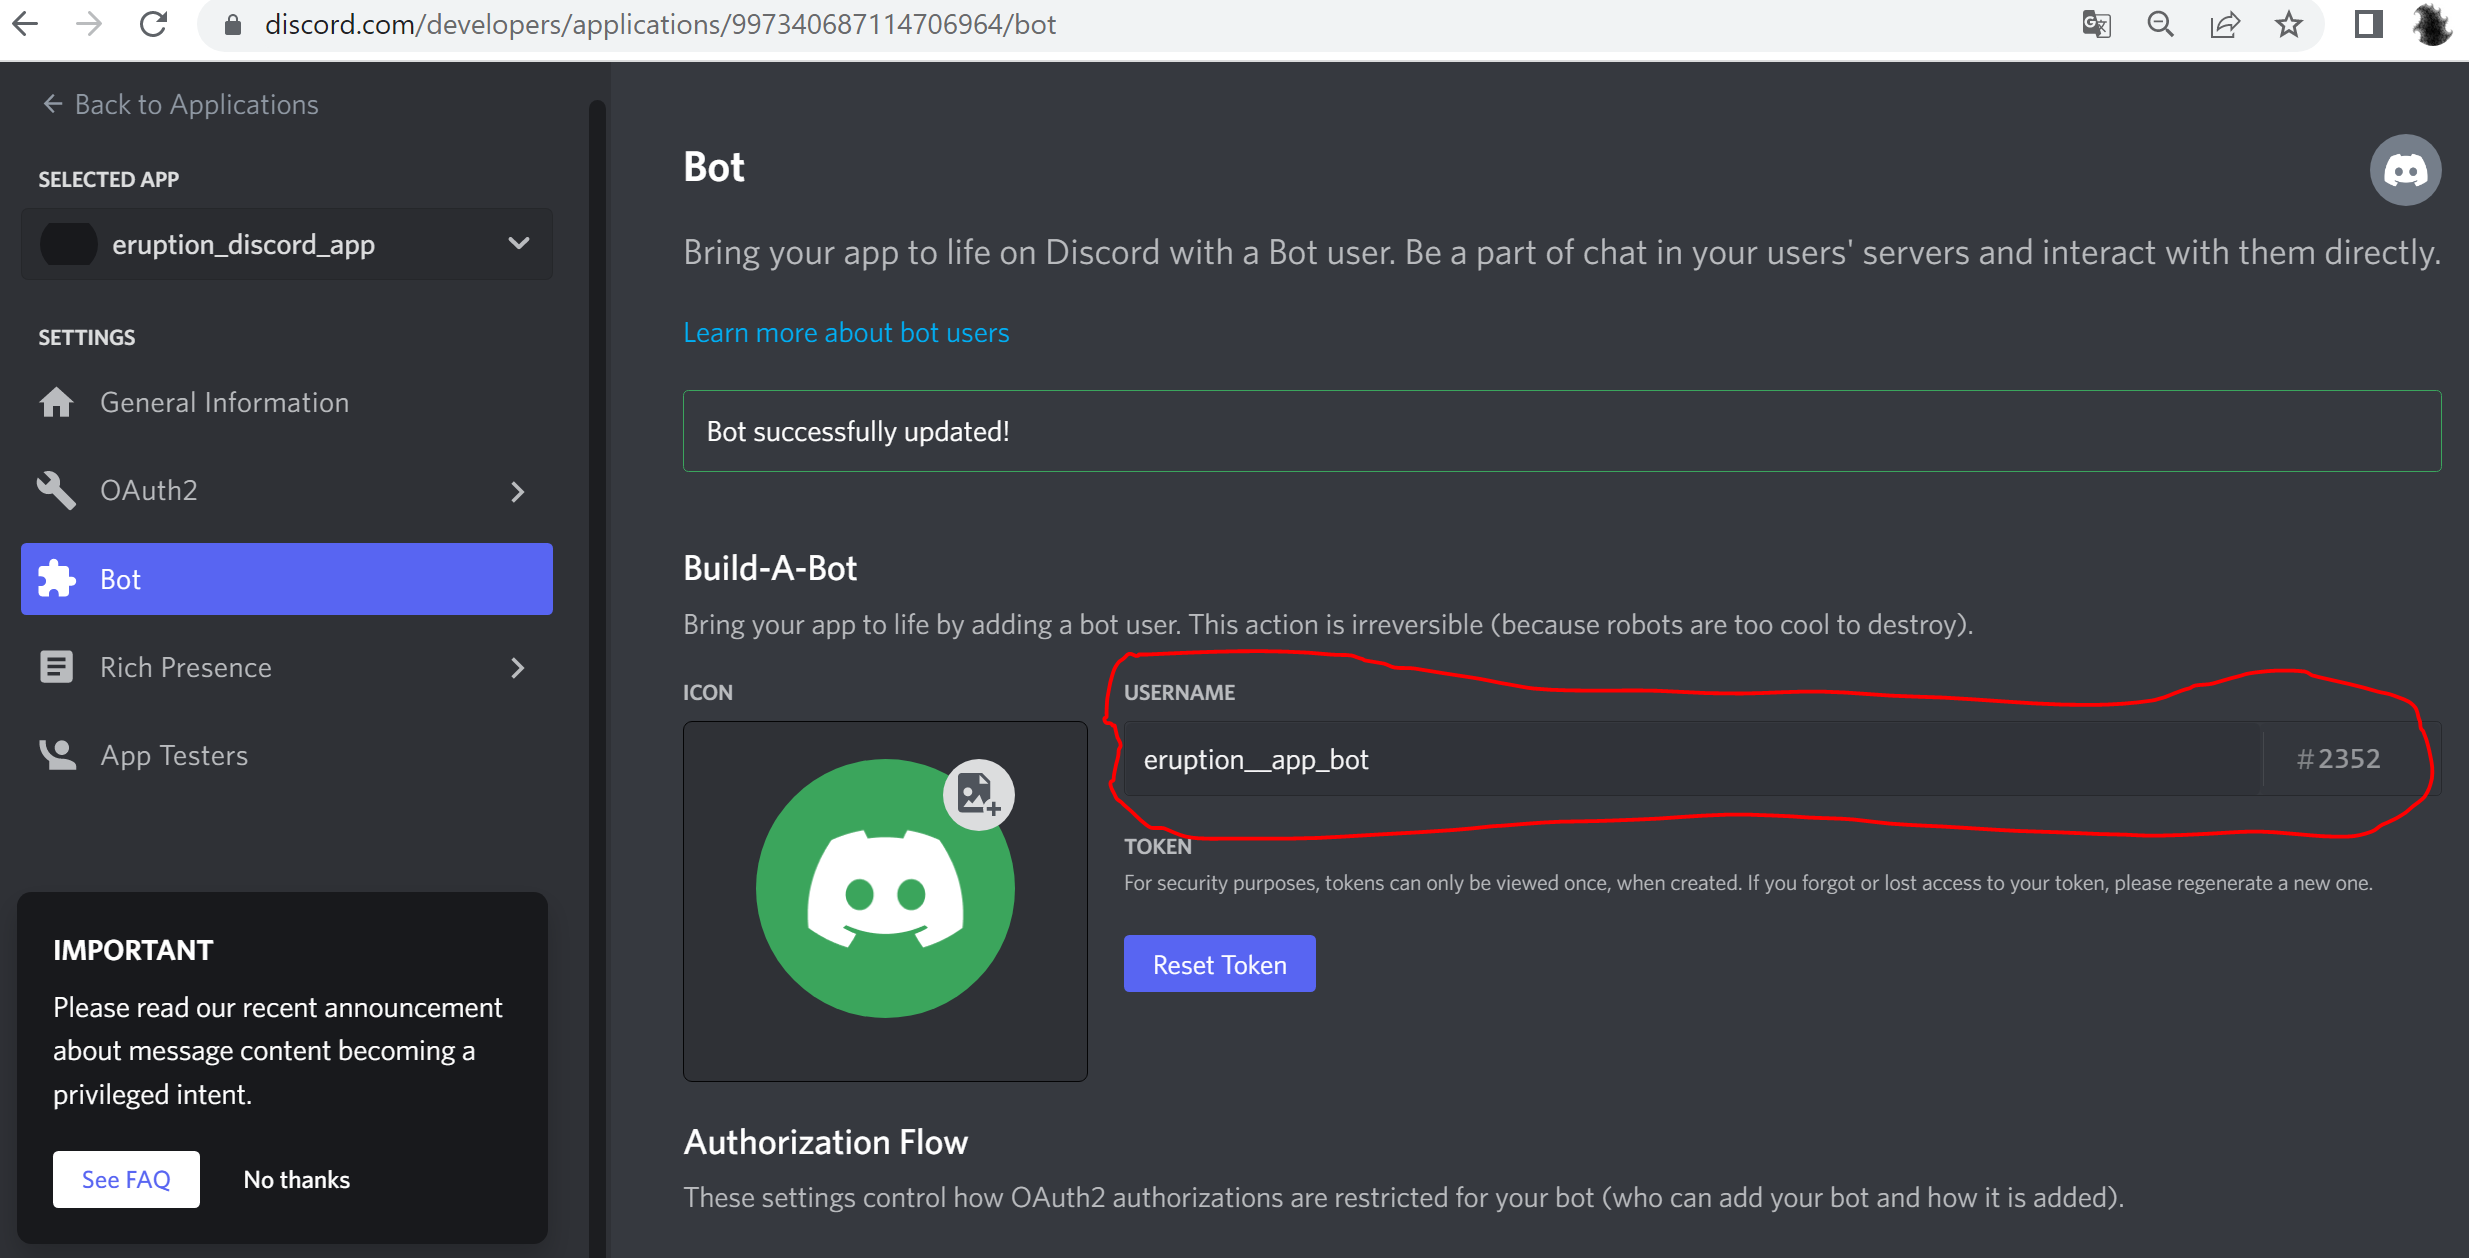 discord.com/developers/applications/997340687114706964/bot
Back to Applications
SELECTED APP
eruption_discord_app
SETTINGS
General Information
OAuth2
Bot
Rich Presence
App Testers
IMPORTANT
Please read our recent announcement
about message content becoming a
privileged intent.
See FAQ
No thanks
Bot
Bring your app to life on Discord with a Bot user. Be a part of chat in your users' servers and interact with them directly.
Learn more about bot users
Bot successfully updated!
Build-A-Bot
Bring your app to life by adding a bot user. This action is irreversible (because robots are too cool to destroy).
ICON
USERNAME
eruption__app_bot
#2352
TOKEN
For security purposes, tokens can only be viewed once, when created. If you forgot or lost access to your token, please regenerate a new one.
Reset Token
Authorization Flow
These settings control how OAuth2 authorizations are restricted for your bot (who can add your bot and how it is added).